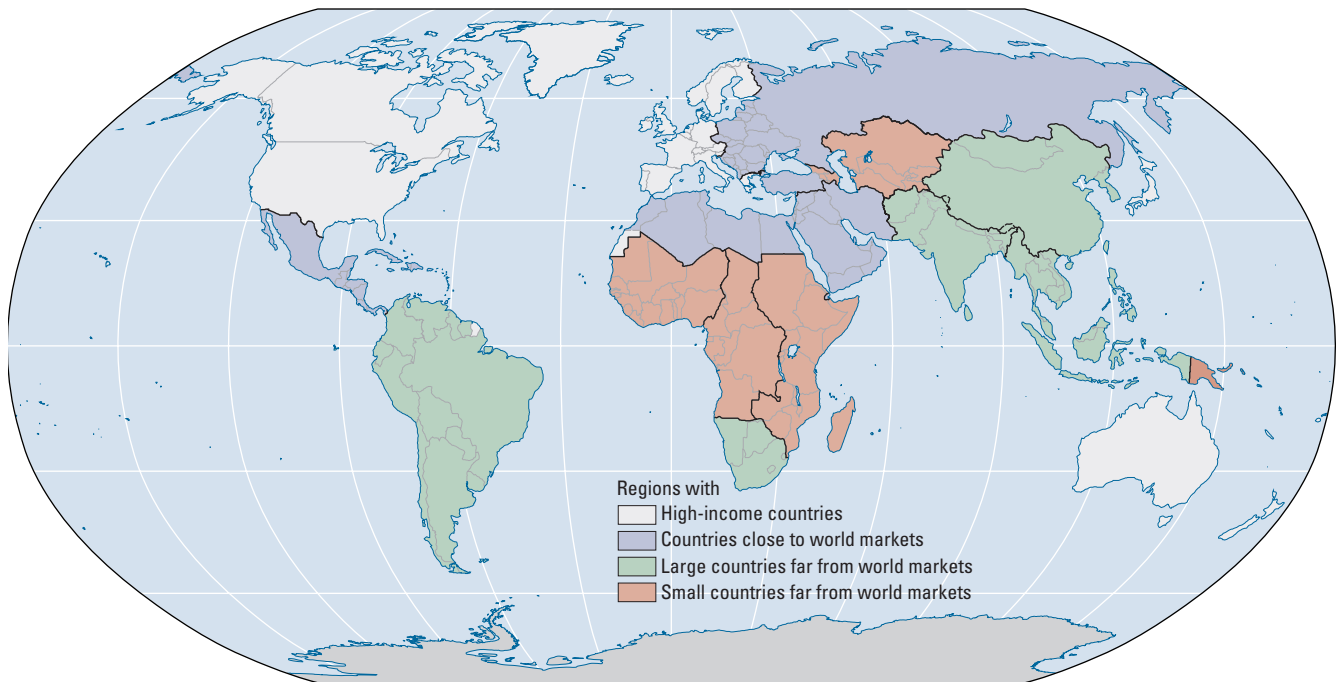 Regions with
High-income countries
Countries close to world markets
Large countries far from world markets
Small countries far from world markets